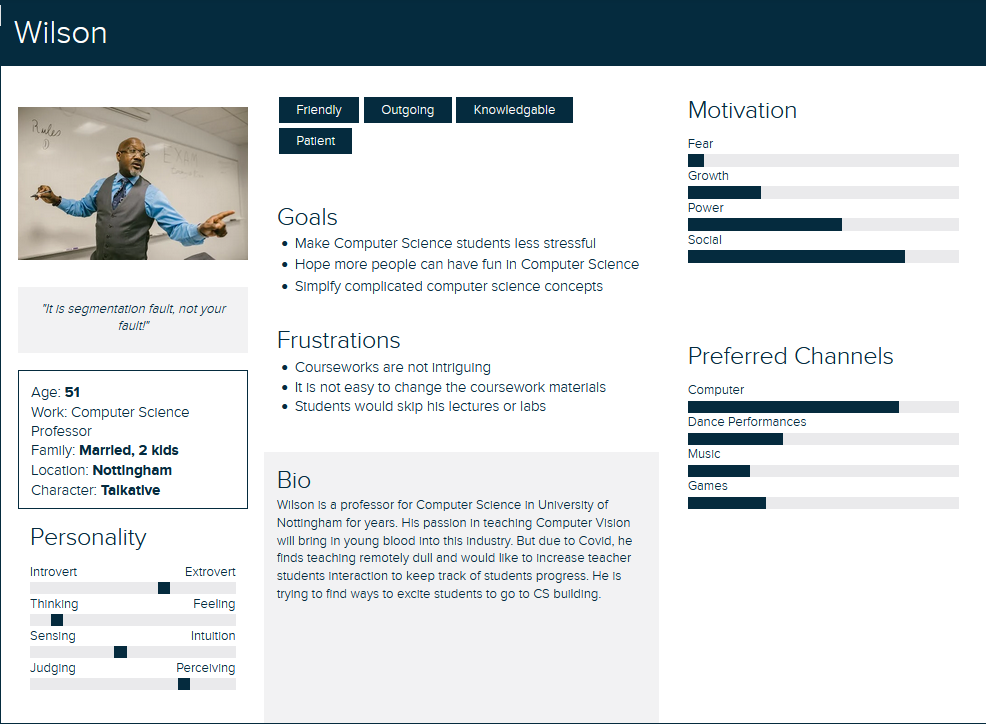 Wilson
Rules
EXAM
"It is segmentation fault, not your
fault!"
Age: 51
Work: Computer Science
Professor
Family: Married, 2 kids
Location: Nottingham
Character: Talkative
Personality
Introvert Extrovert
Thinking Feeling
Sensing Intuition
Judging Perceiving
Friendly Outgoing Knowledgable
Patient
Goals
• Make Computer Science students less stressful
• Hope more people can have fun in Computer Science
• Simplfy complicated computer science concepts
Frustrations
• Courseworks are not intriguing
• It is not easy to change the coursework materials
• Students would skip his lectures or labs
Bio
Wilson is a professor for Computer Science in University of
Nottingham for years. His passion in teaching Computer Vision
will bring in young blood into this industry. But due to Covid, he
finds teaching remotely dull and would like to increase teacher
students interaction to keep track of students progress. He is
trying to find ways to excite students to go to CS building.
Motivation
Fear
Growth
Power
Social
Preferred Channels
Computer
Dance Performances
Music
Games